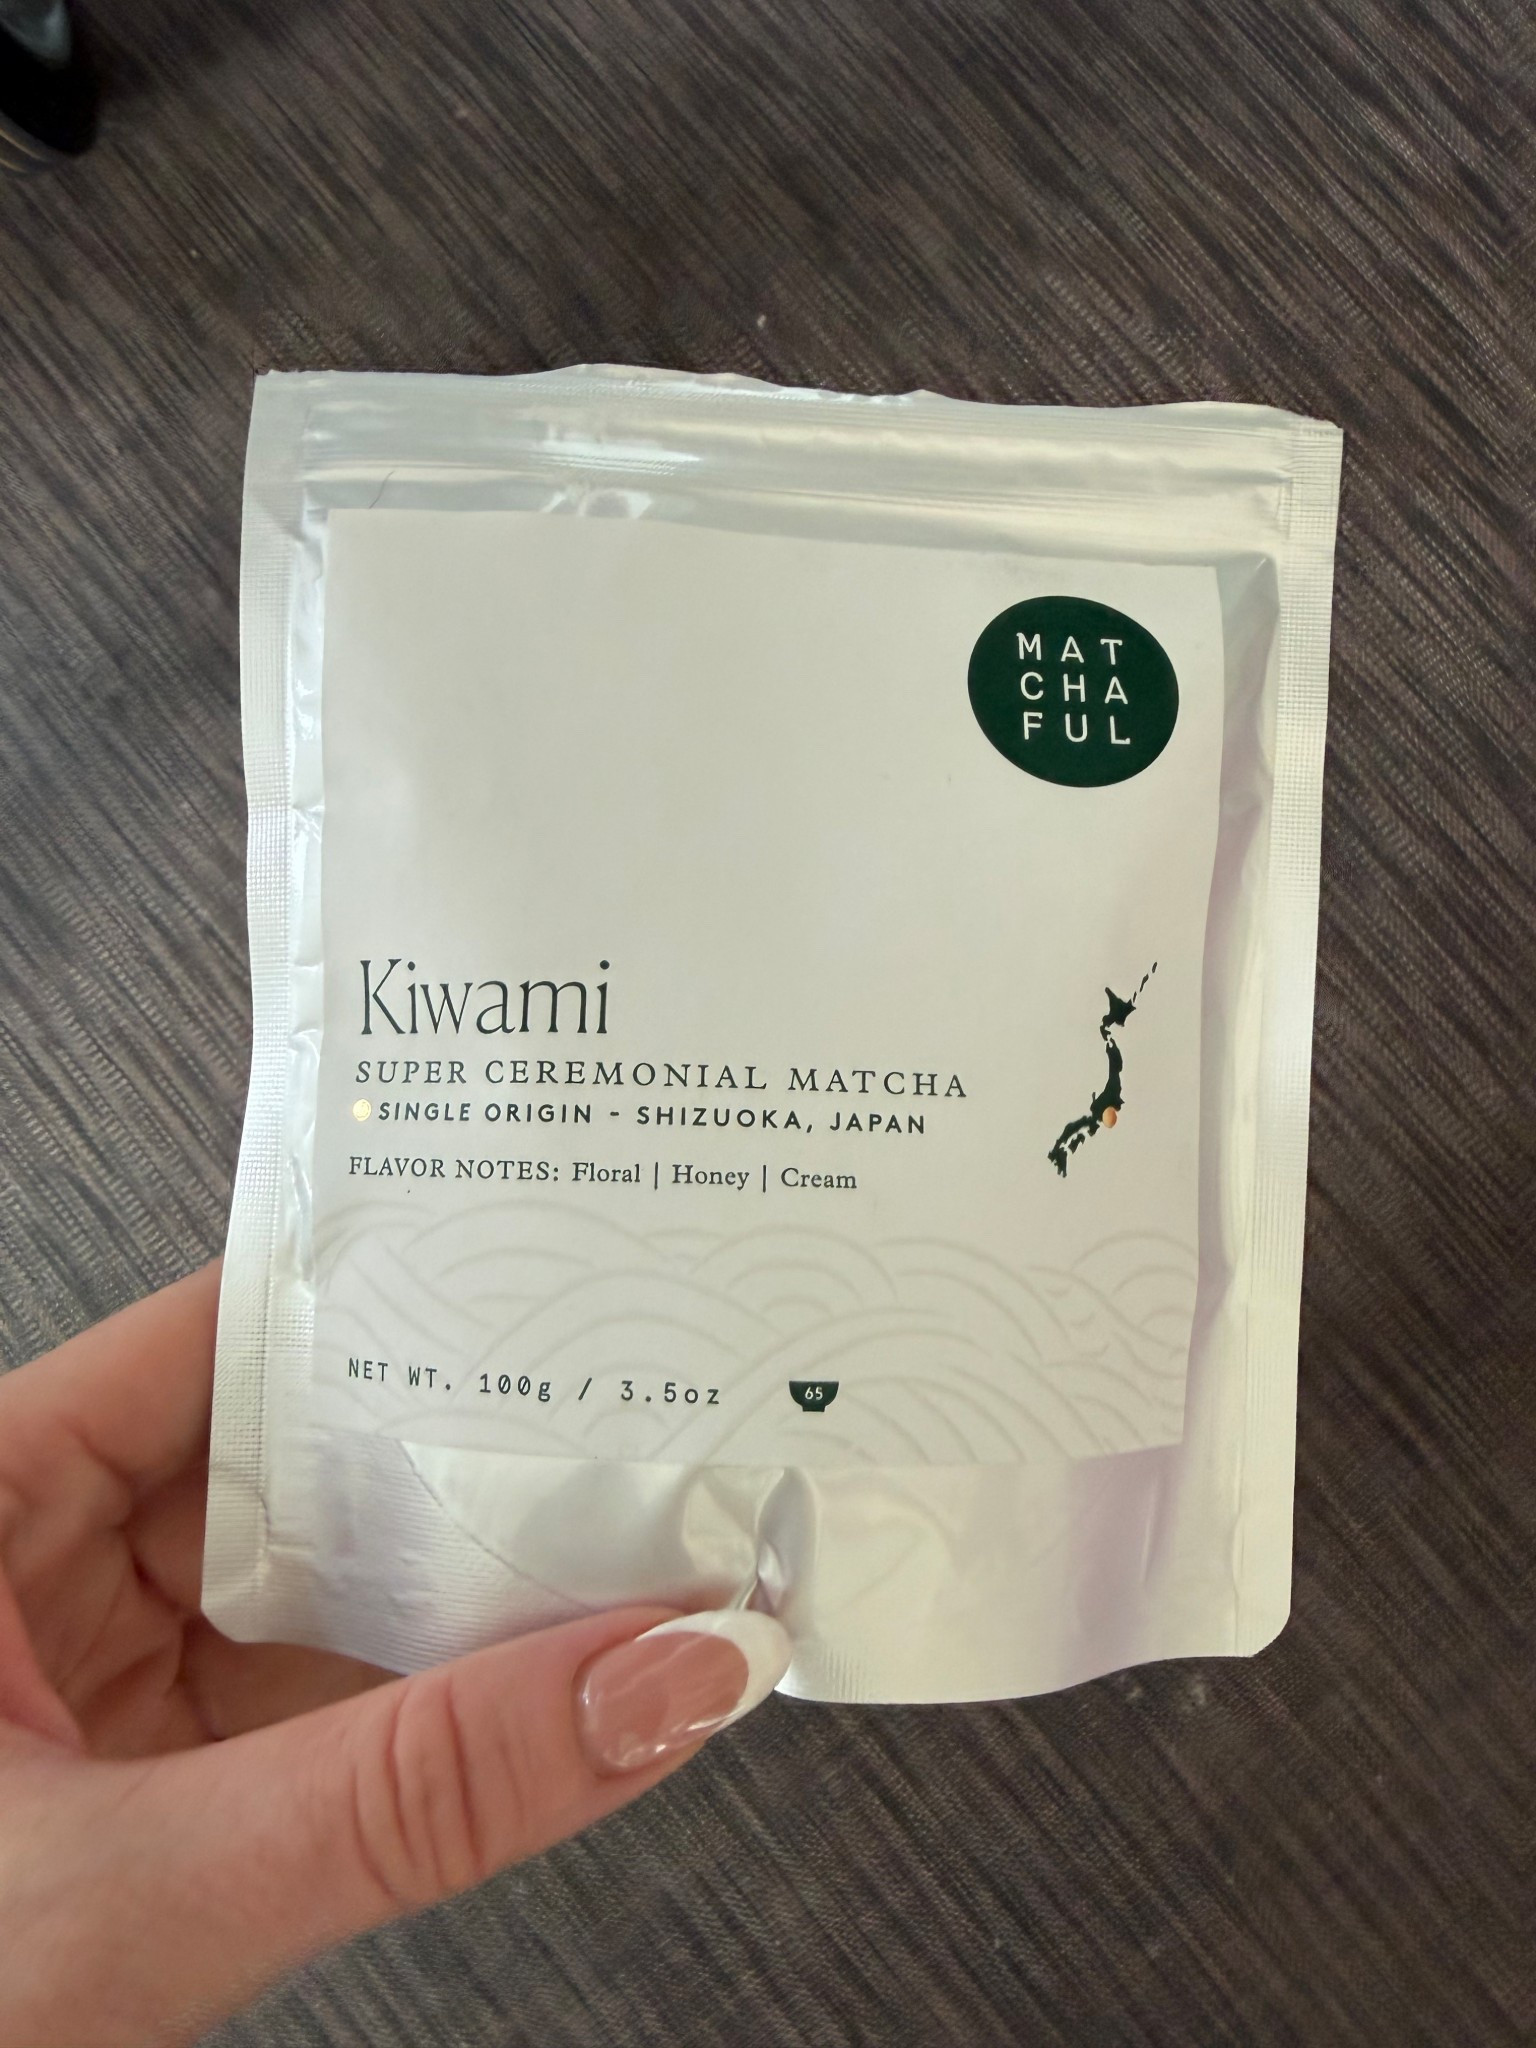 MAT
CHA
FUL
Kiwami
SUPER CEREMONIAL MATCHA
SINGLE ORIGIN - SHIZUOKA, JAPAN
FLAVOR NOTES: Floral | Honey | Cream
NET WT. 100g / 3.5oz
65